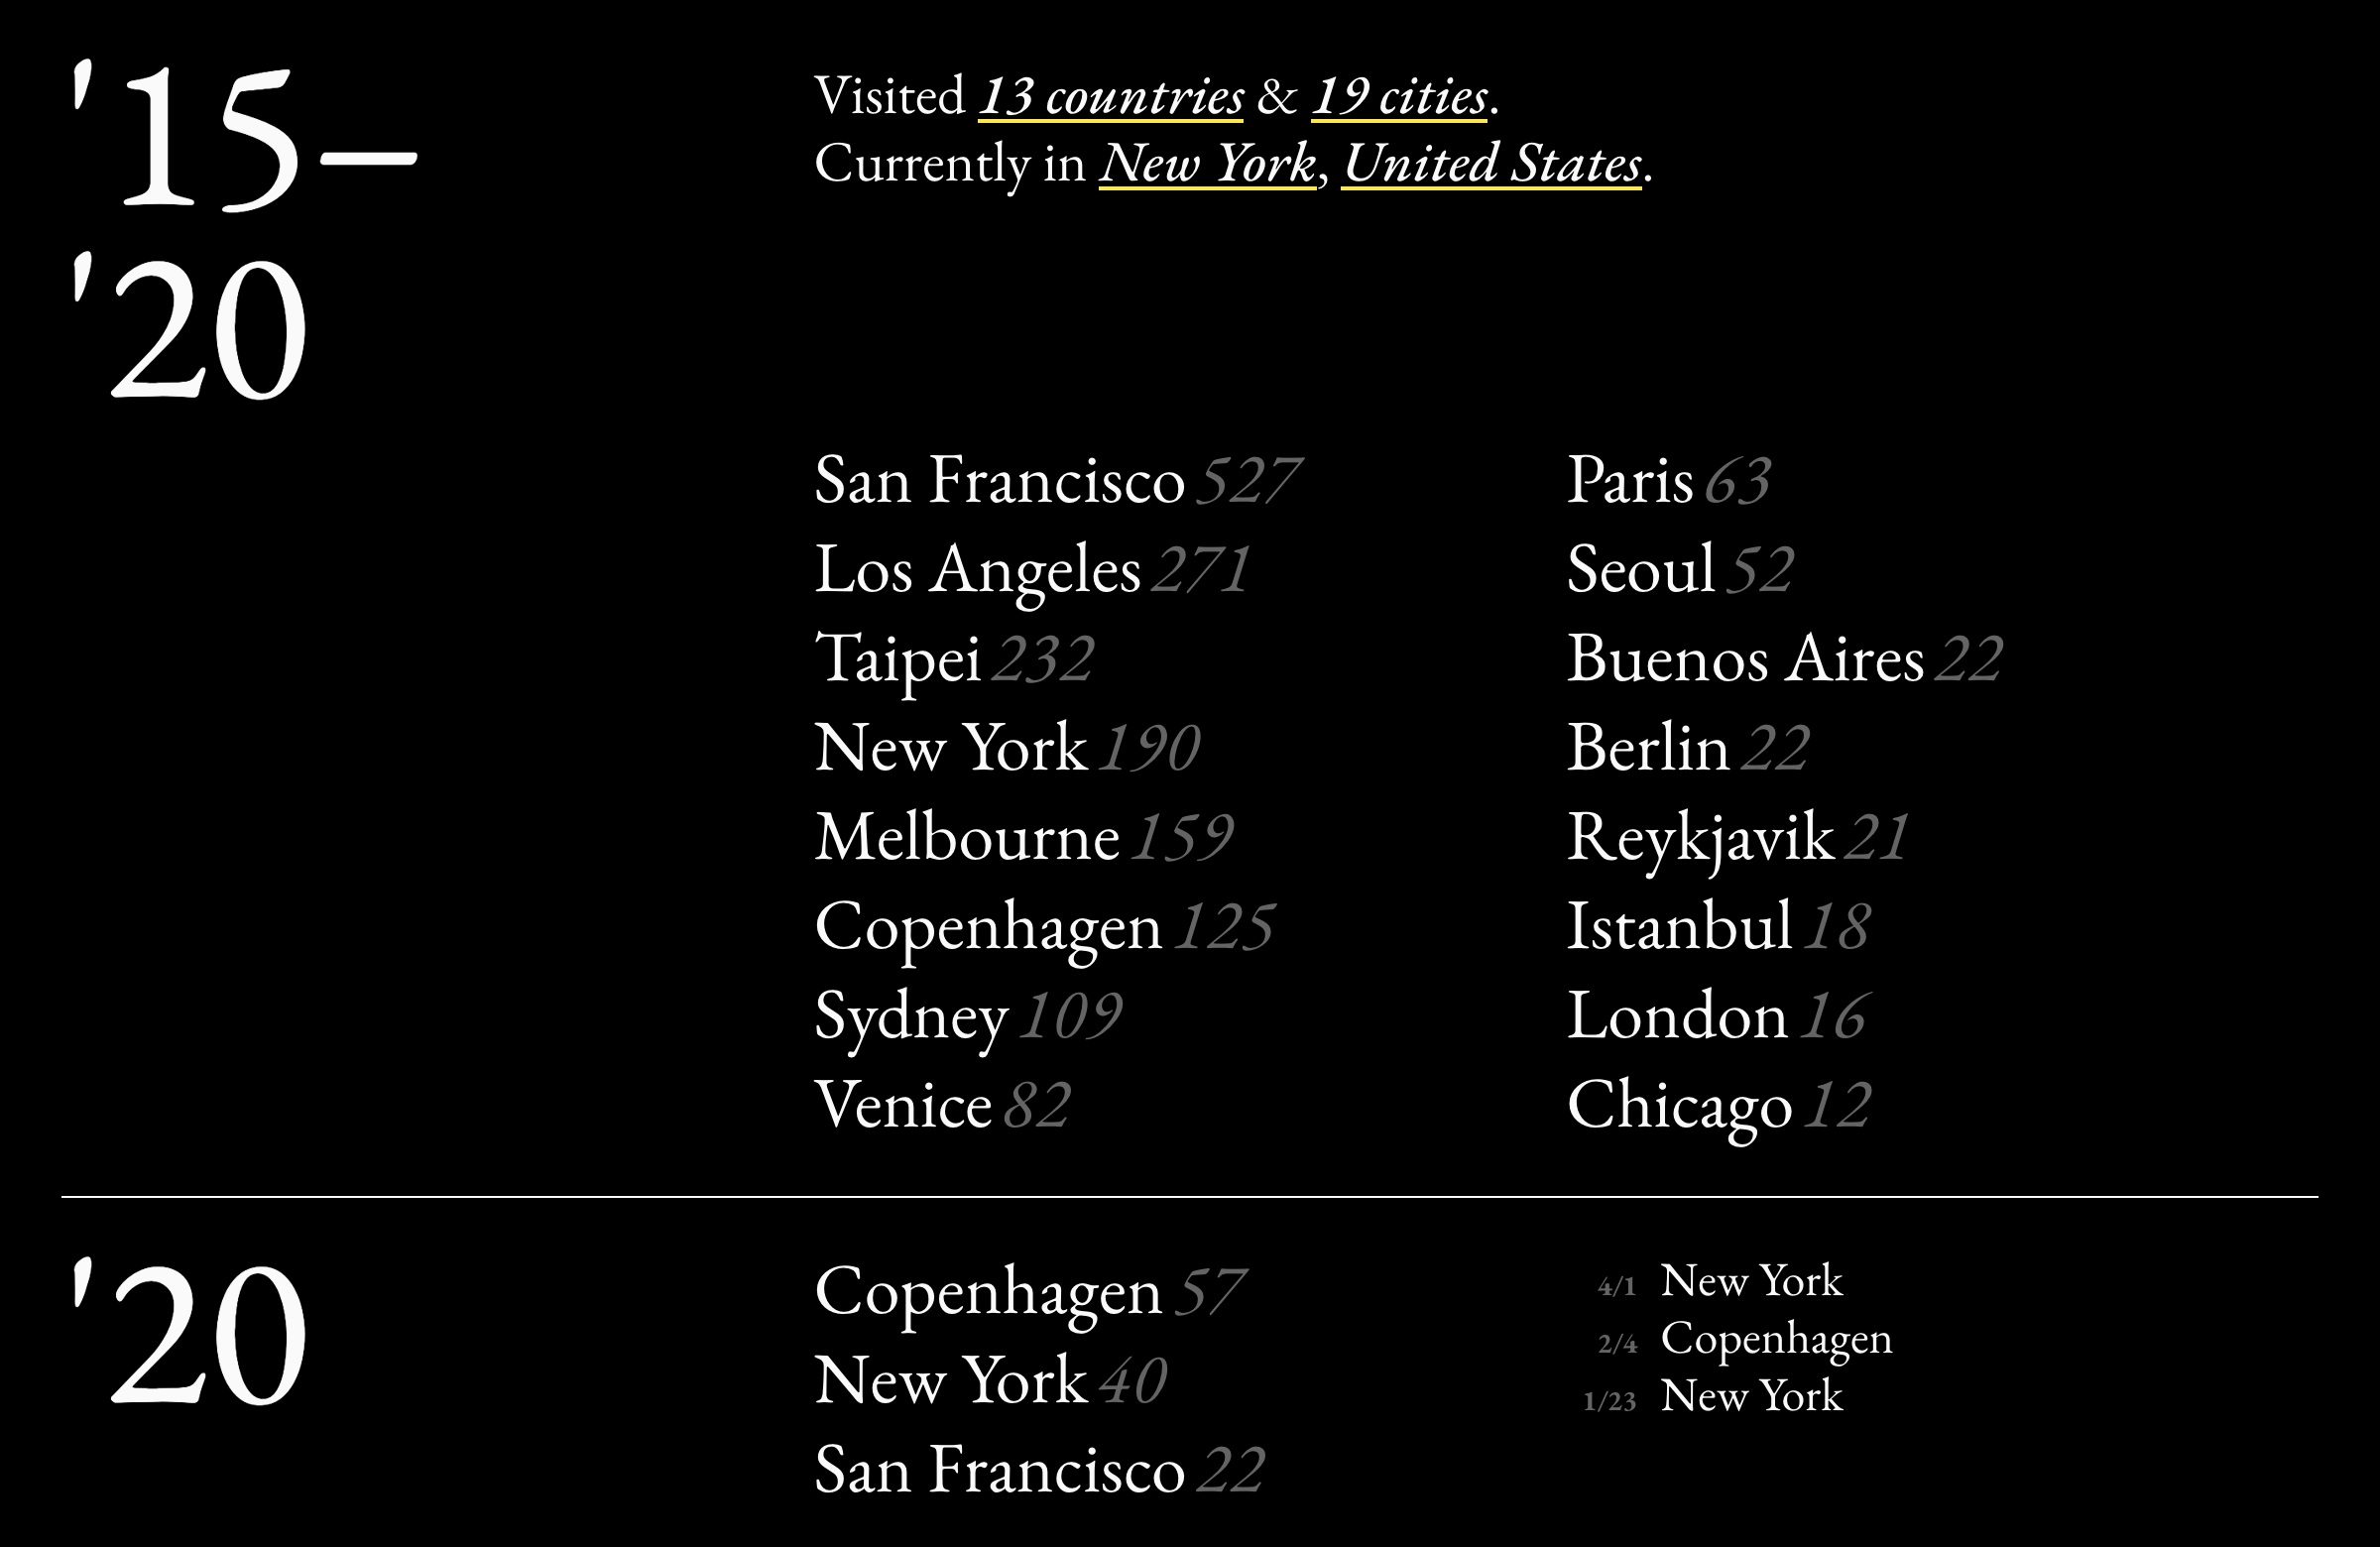 '15–
'20
Visited 13 countries & 19 cities.
Currently in New York, United States.
San Francisco 527
Los Angeles 271
Taipei 232
New York 190
Melbourne 159
Copenhagen 125
Sydney 109
Venice 82
Paris 63
Seoul 52
Buenos Aires 22
Berlin 22
Reykjavik 21
Istanbul 18
London 16
Chicago 12
'20
Copenhagen 57
New York 40
San Francisco 22
4/1 New York
2/4 Copenhagen
1/23 New York